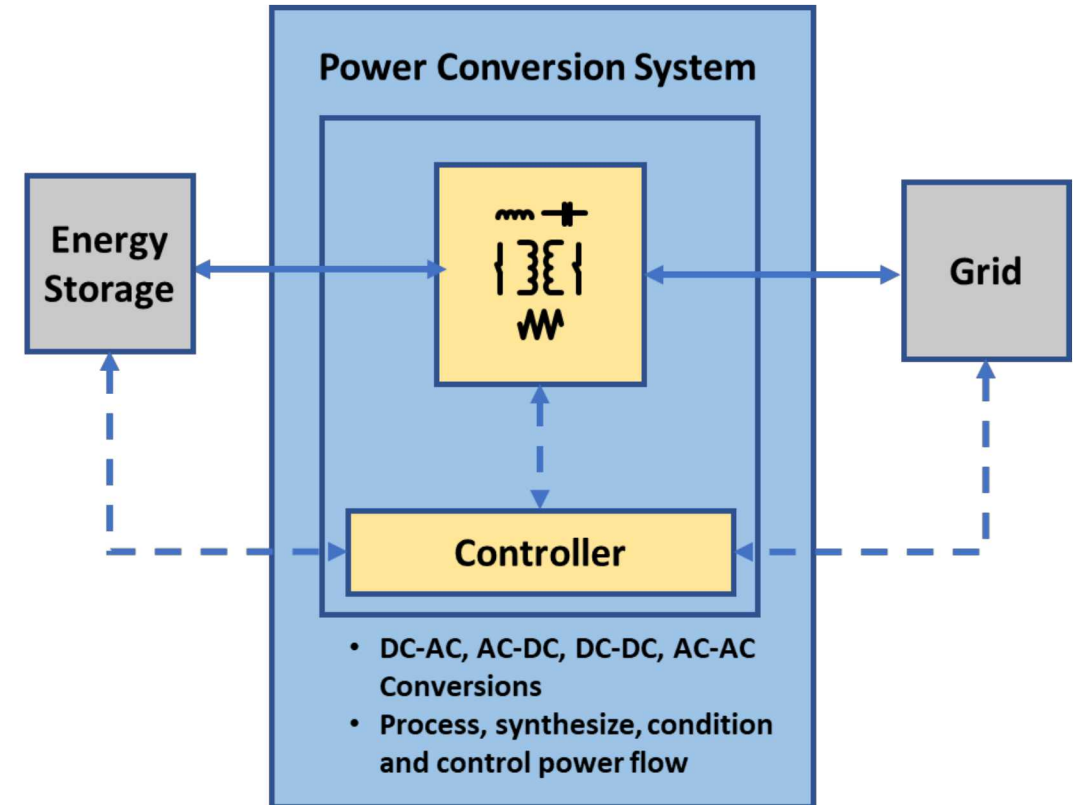 Power Conversion System
Energy
Storage
Grid
Controller
• DC-AC, AC-DC, DC-DC, AC-AC
Conversions
• Process, synthesize, condition
and control power flow